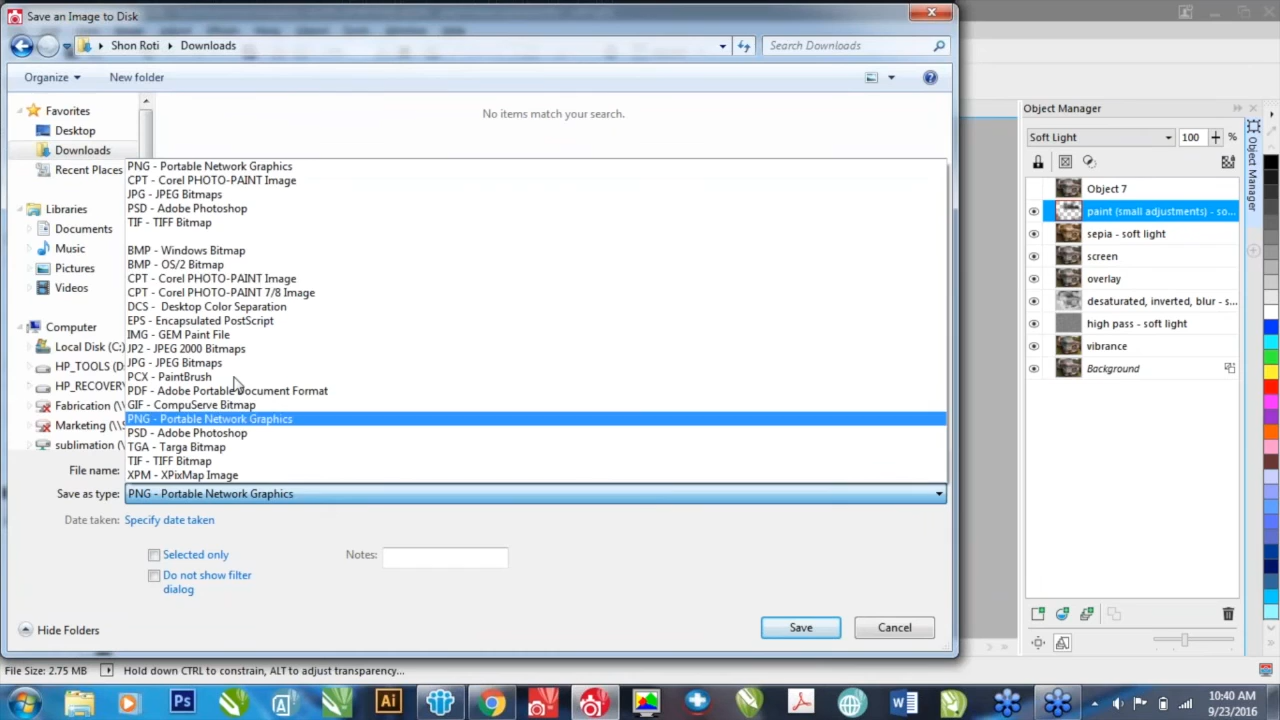 Save an Image to Disk
Shon Roti Downloads
Search Downloads
Organize
New folder
No items match your search.
Favorites
Desktop
Downloads
Recent Places
Libraries
Documents
Music
Pictures
Videos
Computer
Local Disk (C:)
HP_TOOLS (D
HP_RECOVERY
Fabrication (\\
Marketing (\\S
sublimation (\
PNG - Portable Network Graphics
CPT - Corel PHOTO-PAINT Image
JPG - JPEG Bitmaps
PSD - Adobe Photoshop
TIF - TIFF Bitmap
BMP - Windows Bitmap
BMP - OS/2 Bitmap
CPT - Corel PHOTO-PAINT Image
CPT - Corel PHOTO-PAINT 7/8 Image
DCS - Desktop Color Separation
EPS - Encapsulated PostScript
IMG - GEM Paint File
JP2 - JPEG 2000 Bitmaps
JPG - JPEG Bitmaps
PCX - PaintBrush
PDF - Adobe Portable Document Format
GIF - CompuServe Bitmap
PNG - Portable Network Graphics
PSD - Adobe Photoshop
TGA - Targa Bitmap
TIF - TIFF Bitmap
XPM - XPixMap Image
File name:
Save as type: PNG - Portable Network Graphics
Date taken: Specify date taken
Selected only
Do not show filter
dialog
Notes:
Hide Folders
Save
Cancel
File Size: 2.75 MB
Hold down CTRL to constrain, ALT to adjust transparency...
Object Manager
Soft Light 100 %
Object 7
paint (small adjustments) - so...
sepia - soft light
screen
overlay
desaturated, inverted, blur - s...
high pass - soft light
vibrance
Background
Object Manager
Ps
Ai
W
10:40 AM
9/23/2016